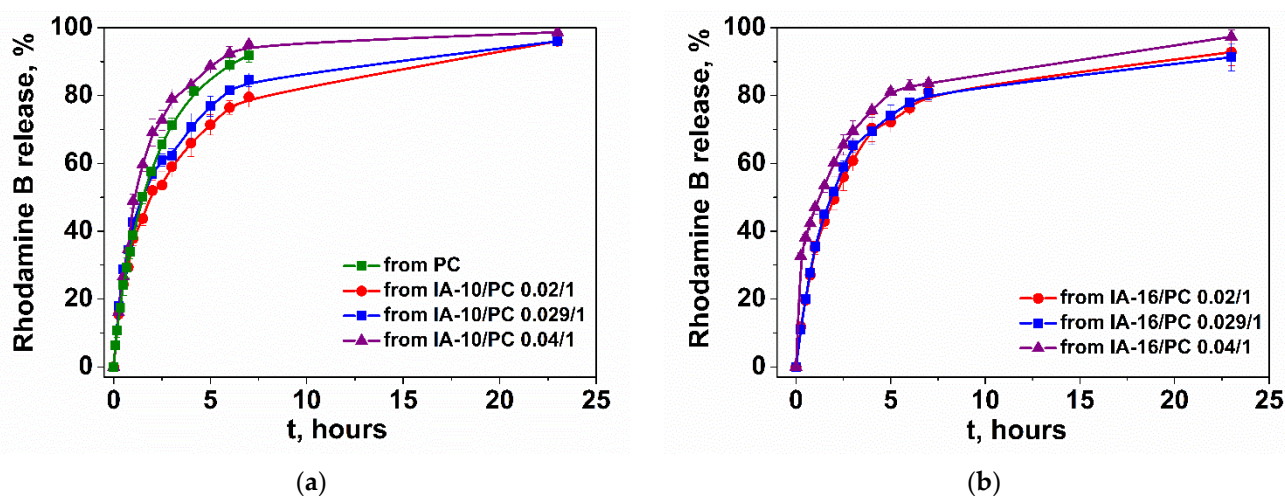 Rhodamine B release, %
100
80
60
40
20
0
from PC
from IA-10/PC 0.02/1
from IA-10/PC 0.029/1
from IA-10/PC 0.04/1
0 5 10 15 20 25
t, hours
(a)
Rhodamine B release, %
100
80
60
40
20
0
from IA-16/PC 0.02/1
from IA-16/PC 0.029/1
from IA-16/PC 0.04/1
0 5 10 15 20 25
t, hours
(b)